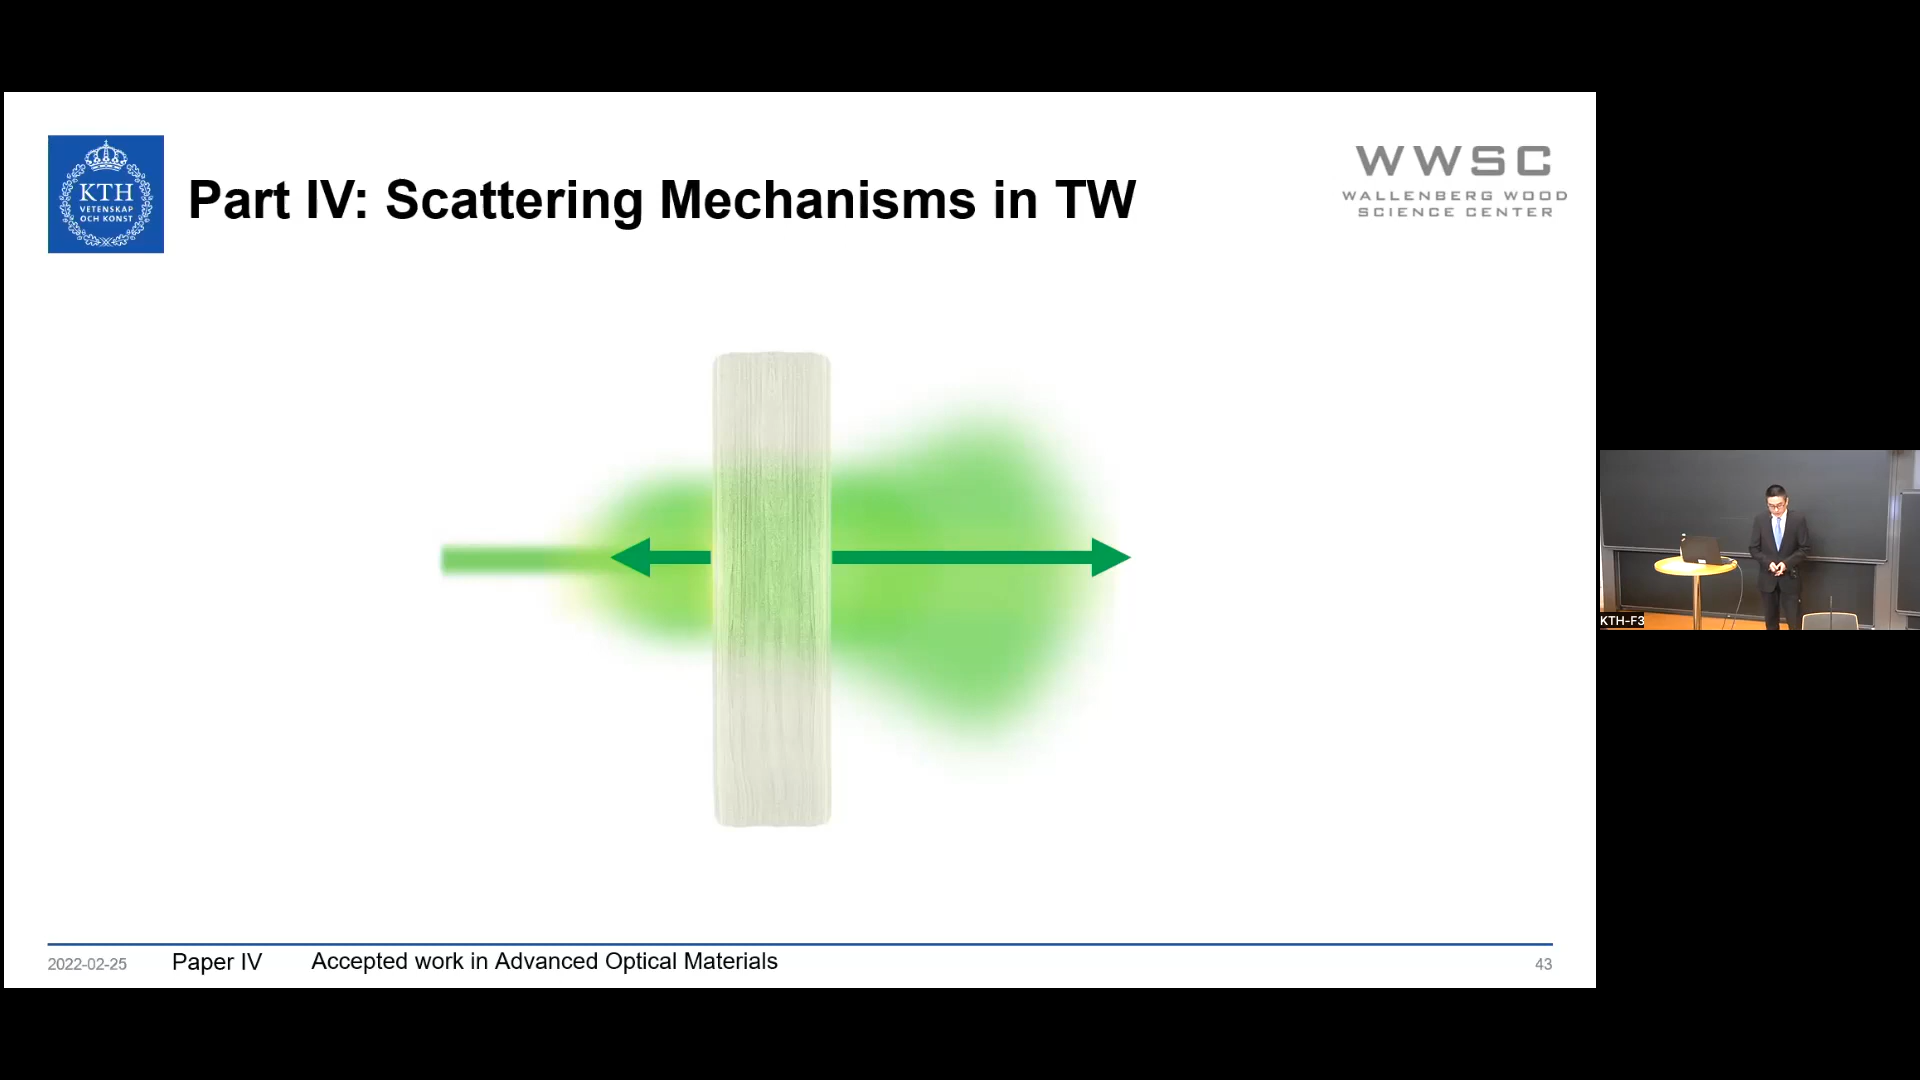 KTH
VETENSKAP
OCH KONST
Part IV: Scattering Mechanisms in TW
WWSC
WALLENBERG WOOD
SCIENCE CENTER
KTH-F3
2022-02-25 Paper IV Accepted work in Advanced Optical Materials 43